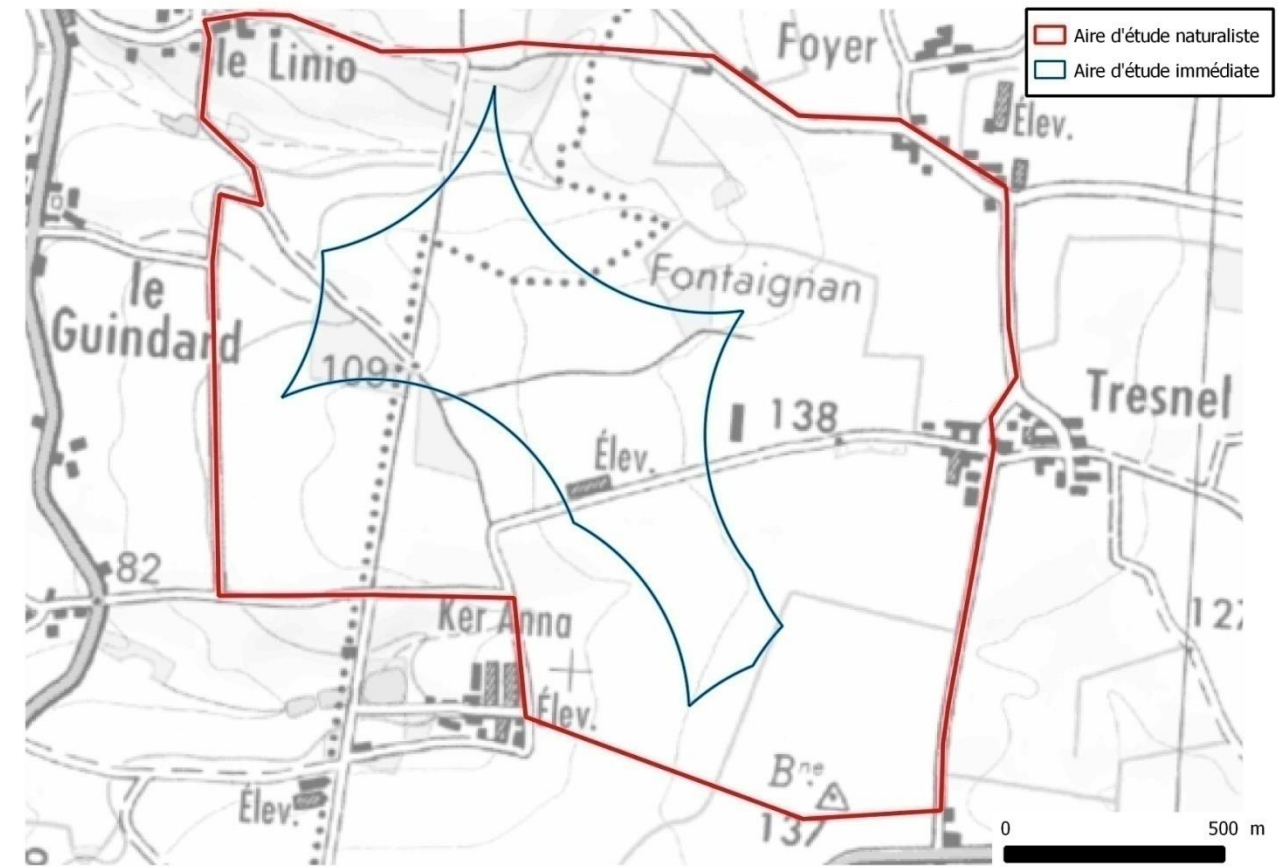 Aire d'étude naturaliste
Aire d'étude immédiate
Foyer
le Linio
Élev.
Fontaignan
le
Guindard
109
Tresnel
138
Élev.
82
Ker Anna
Élev.
Bne
Élev.
137
0 500 m